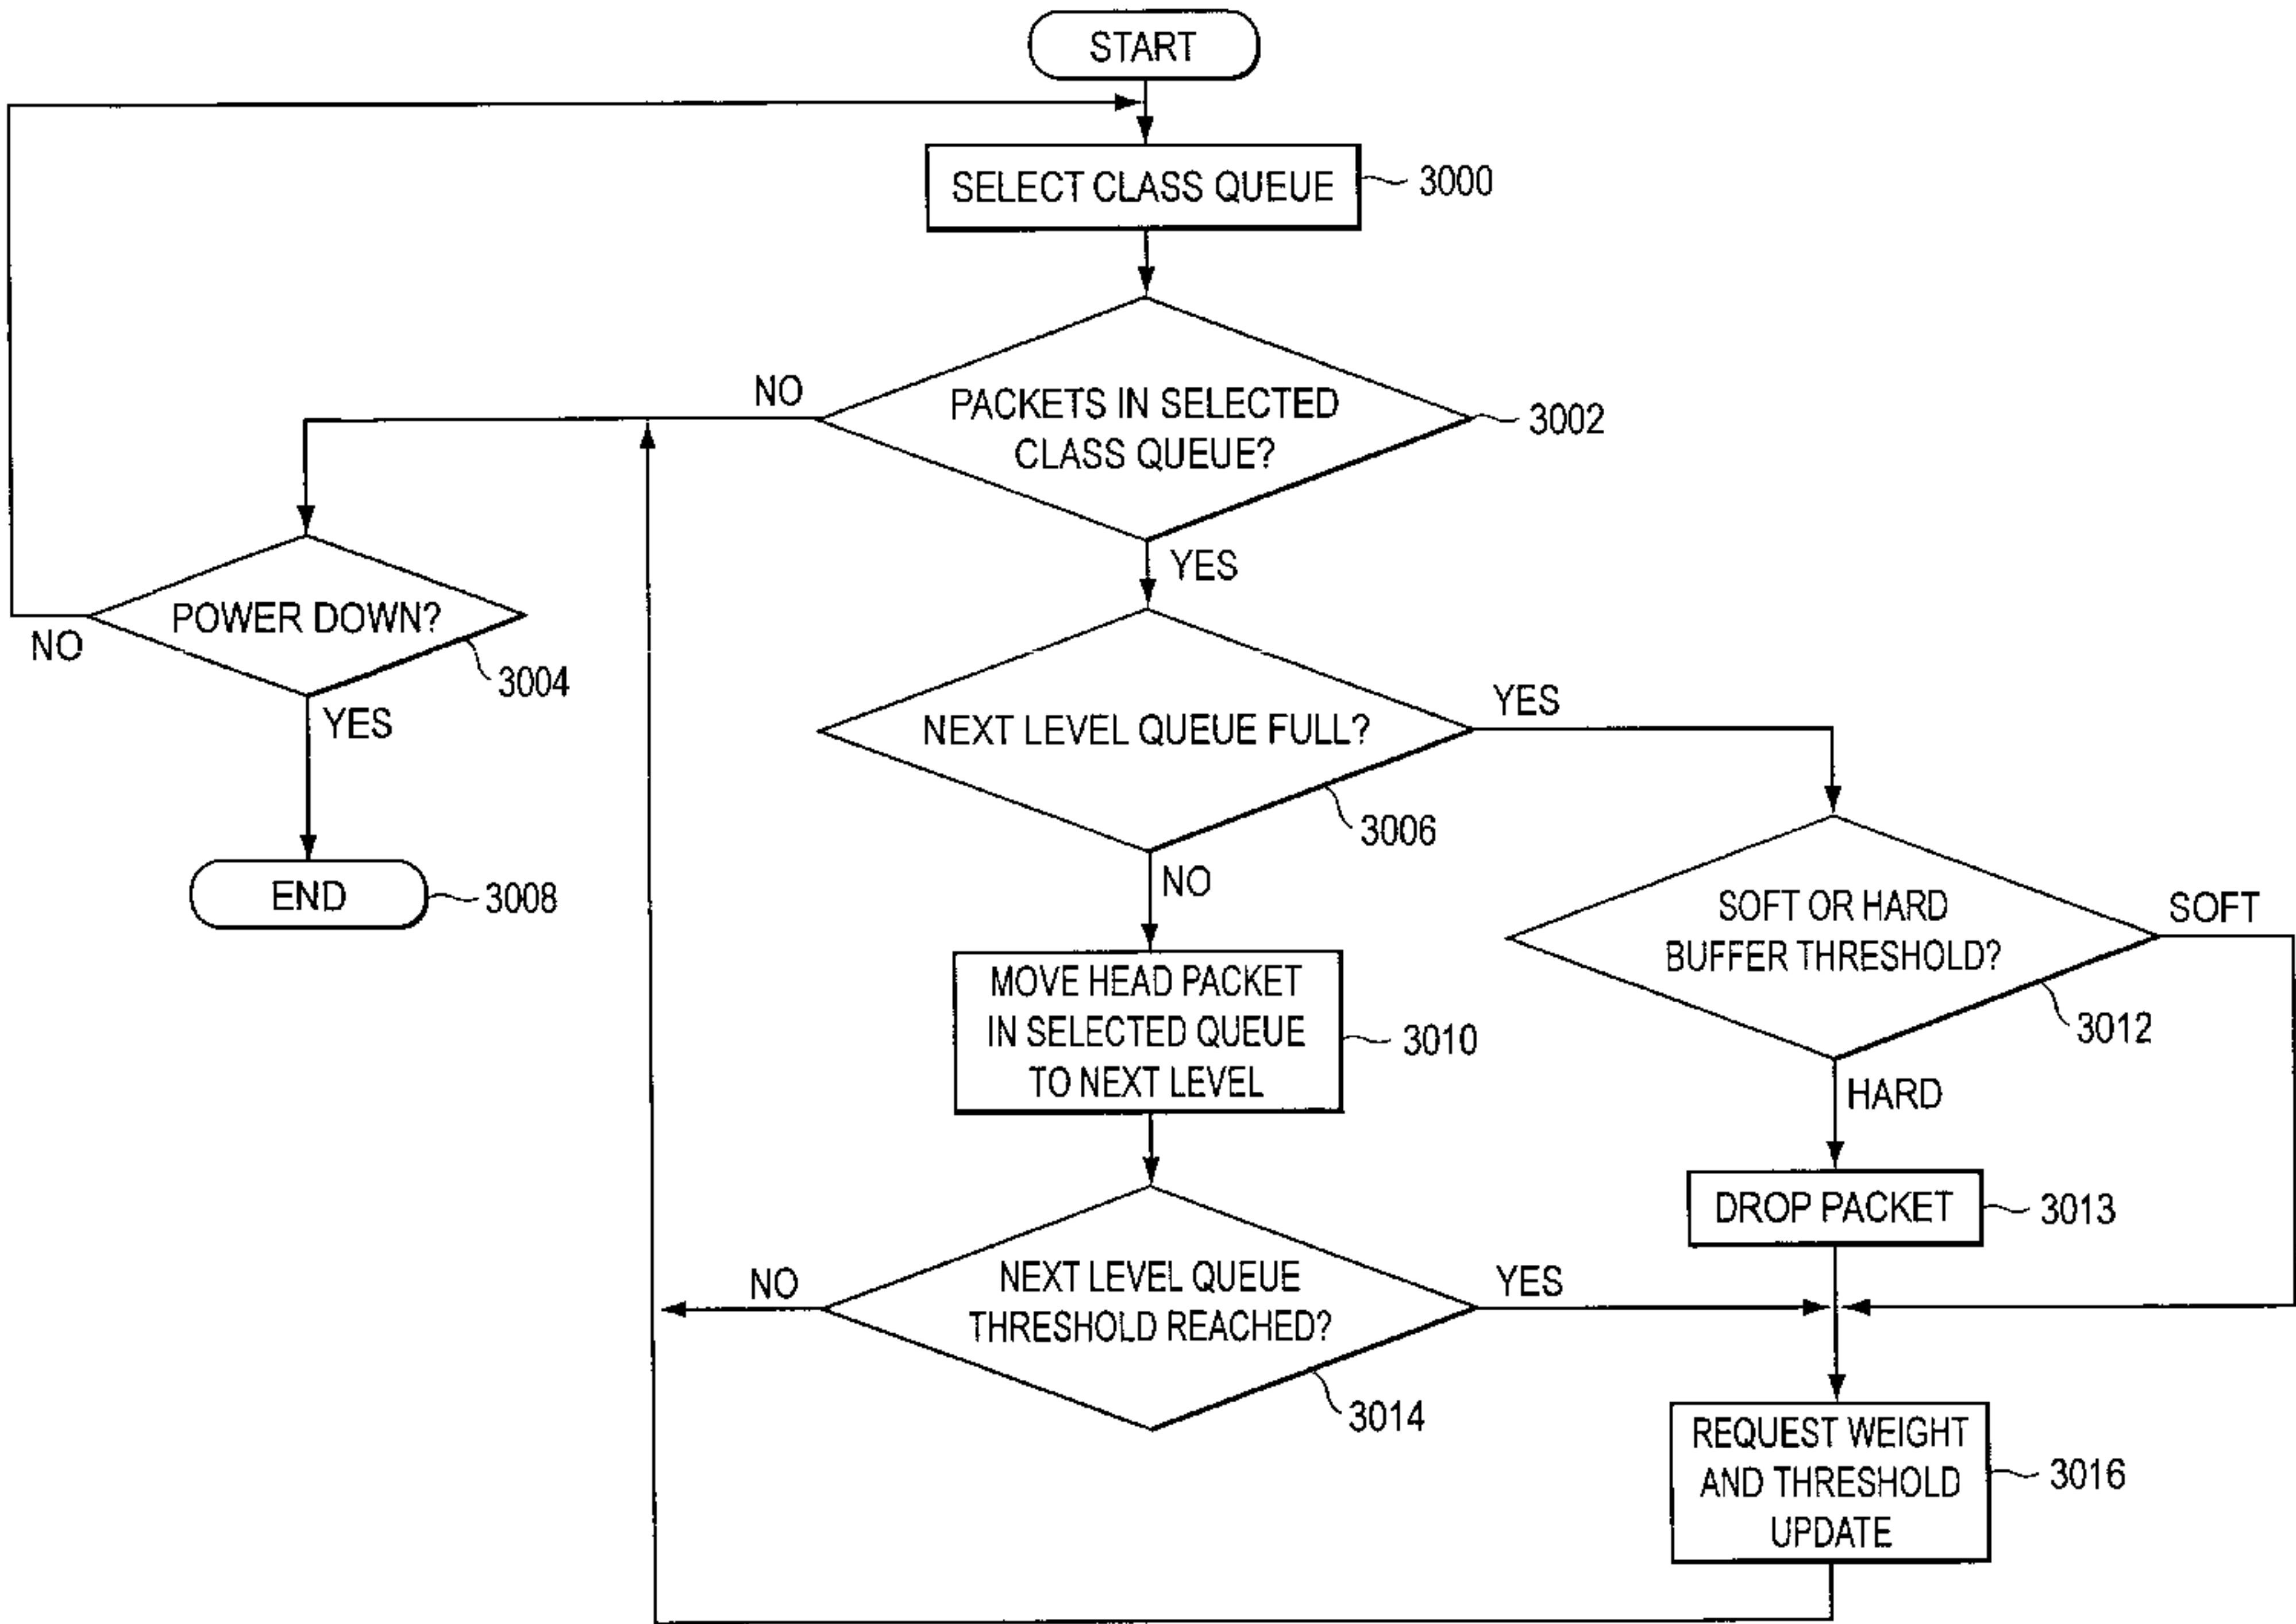 START
SELECT CLASS QUEUE
3000
NO
PACKETS IN SELECTED
CLASS QUEUE?
3002
YES
POWER DOWN?
NO
3004
YES
NEXT LEVEL QUEUE FULL?
YES
3006
NO
END
3008
SOFT OR HARD
BUFFER THRESHOLD?
SOFT
3012
HARD
MOVE HEAD PACKET
IN SELECTED QUEUE
TO NEXT LEVEL
3010
DROP PACKET
3013
NO
NEXT LEVEL QUEUE
THRESHOLD REACHED?
YES
3014
REQUEST WEIGHT
AND THRESHOLD
UPDATE
3016